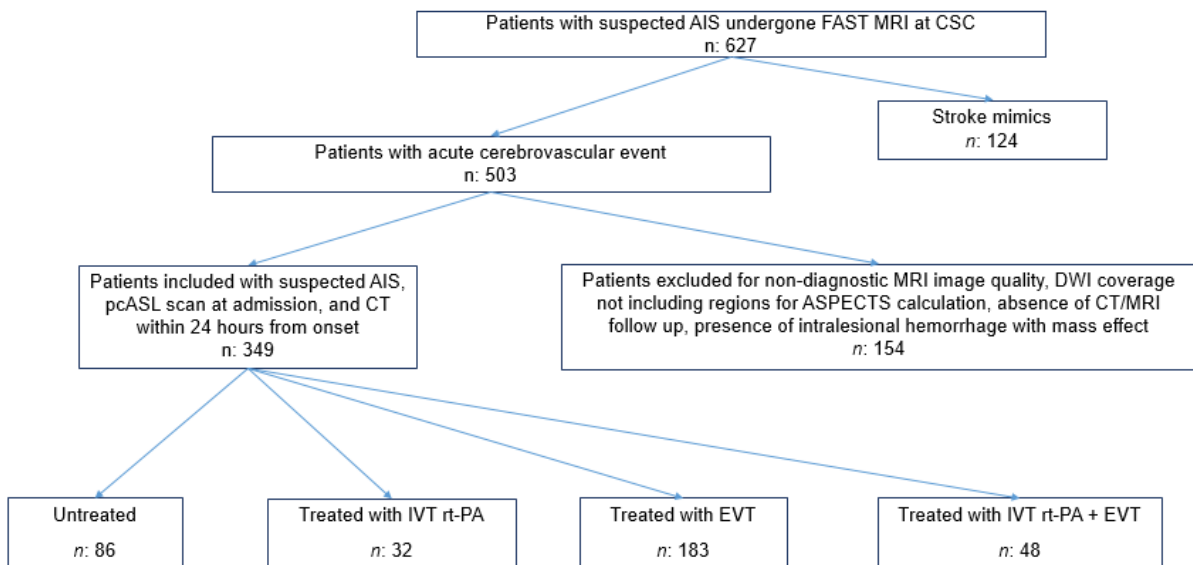 Patients with suspected AIS undergone FAST MRI at CSC
n: 627
Stroke mimics
n: 124
Patients with acute cerebrovascular event
n: 503
Patients included with suspected AIS,
pcASL scan at admission, and CT
within 24 hours from onset
n: 349
Patients excluded for non-diagnostic MRI image quality, DWI coverage
not including regions for ASPECTS calculation, absence of CT/MRI
follow up, presence of intralesional hemorrhage with mass effect
n: 154
Untreated
n: 86
Treated with IVT rt-PA
n: 32
Treated with EVT
n: 183
Treated with IVT rt-PA + EVT
n: 48